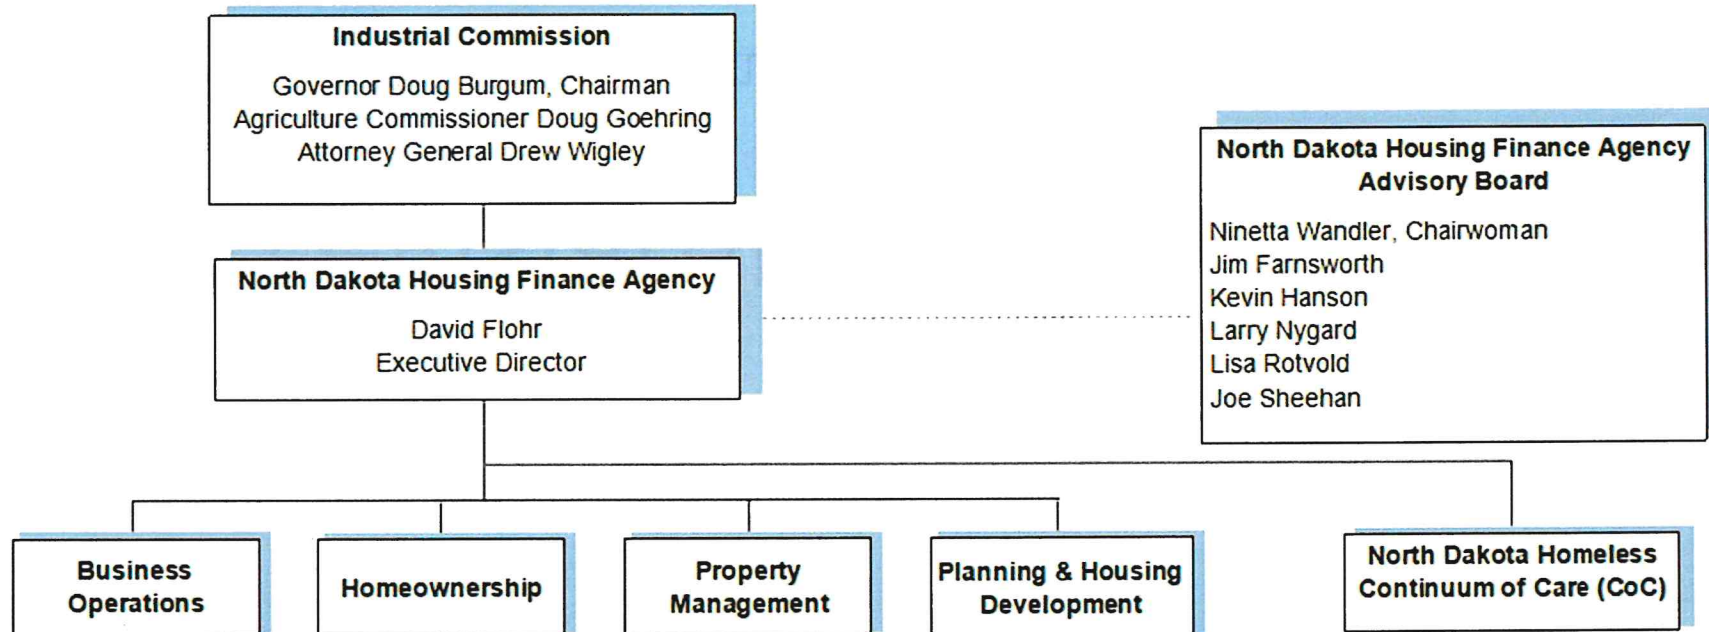 Industrial Commission
Governor Doug Burgum, Chairman
Agriculture Commissioner Doug Goehring
Attorney General Drew Wigley
North Dakota Housing Finance Agency
Advisory Board
Ninetta Wandler, Chairwoman
Jim Farnsworth
Kevin Hanson
Larry Nygard
Lisa Rotvold
Joe Sheehan
North Dakota Housing Finance Agency
David Flohr
Executive Director
Business
Operations
Homeownership
Property
Management
Planning & Housing
Development
North Dakota Homeless
Continuum of Care (CoC)